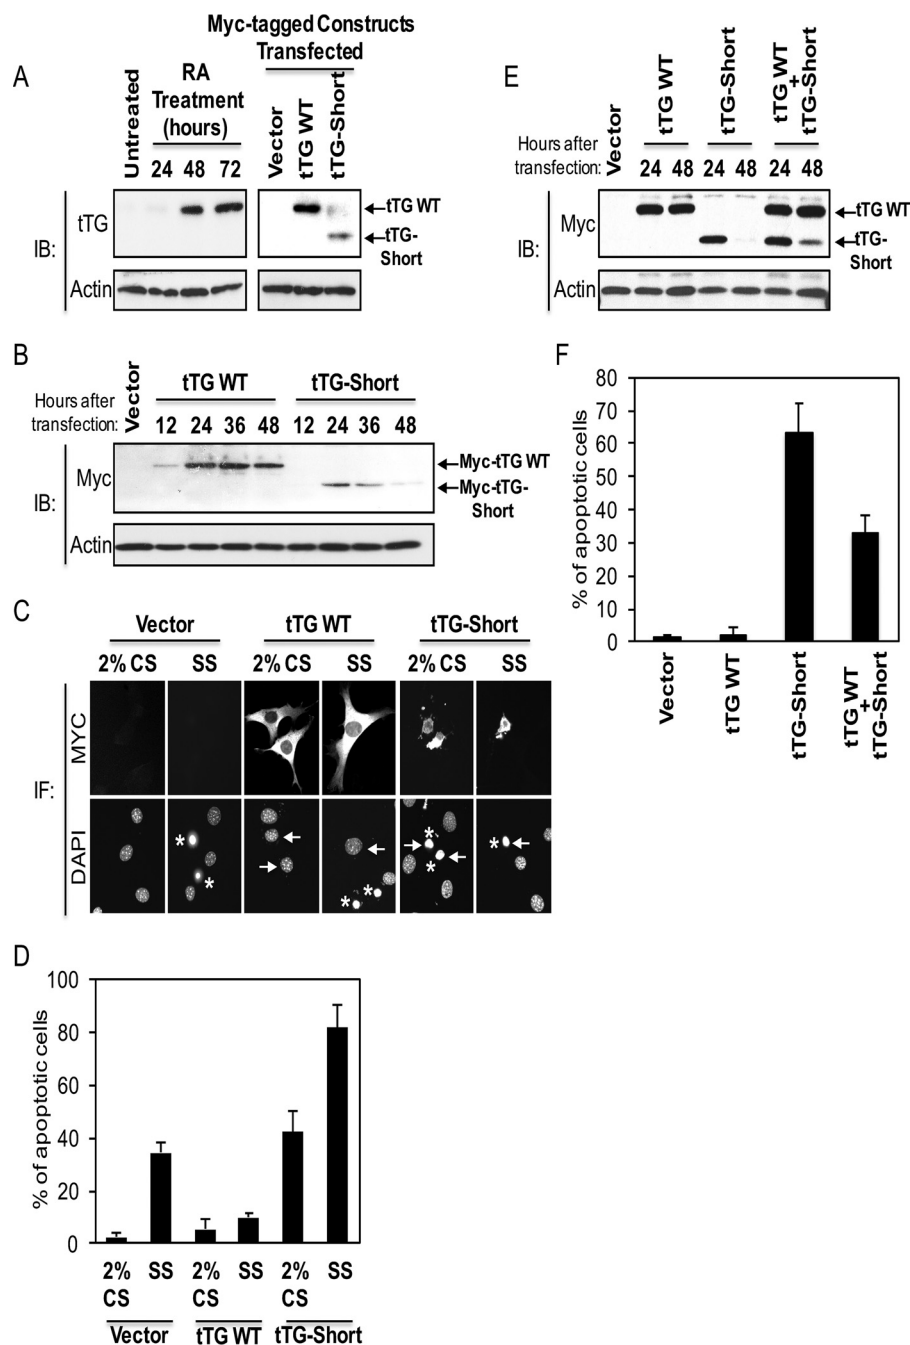 A
Untreated
RA
Treatment
(hours)
24 48 72
Myc-tagged Constructs
Transfected
Vector
tTG WT
tTG-Short
IB:
tTG
Actin
tTG WT
tTG-
Short
B
Hours after
transfection:
Vector
tTG WT
12 24 36 48
tTG-Short
12 24 36 48
IB:
Myc
Actin
Myc-tTG WT
Myc-tTG-
Short
C
Vector
tTG WT
tTG-Short
2% CS SS 2% CS SS 2% CS SS
IF:
MYC
DAPI
* * * * * * *
D
% of apoptotic cells
100
80
60
40
20
0
2%
CS
SS
2%
CS
SS
2%
CS
SS
Vector
tTG WT
tTG-Short
E
Hours after
transfection:
Vector
tTG WT
tTG-Short
tTG WT
+
tTG-Short
24 48 24 48 24 48
IB:
Myc
Actin
tTG WT
tTG-
Short
F
% of apoptotic cells
80
70
60
50
40
30
20
10
0
Vector
tTG WT
tTG-Short
tTG WT
+
tTG-Short